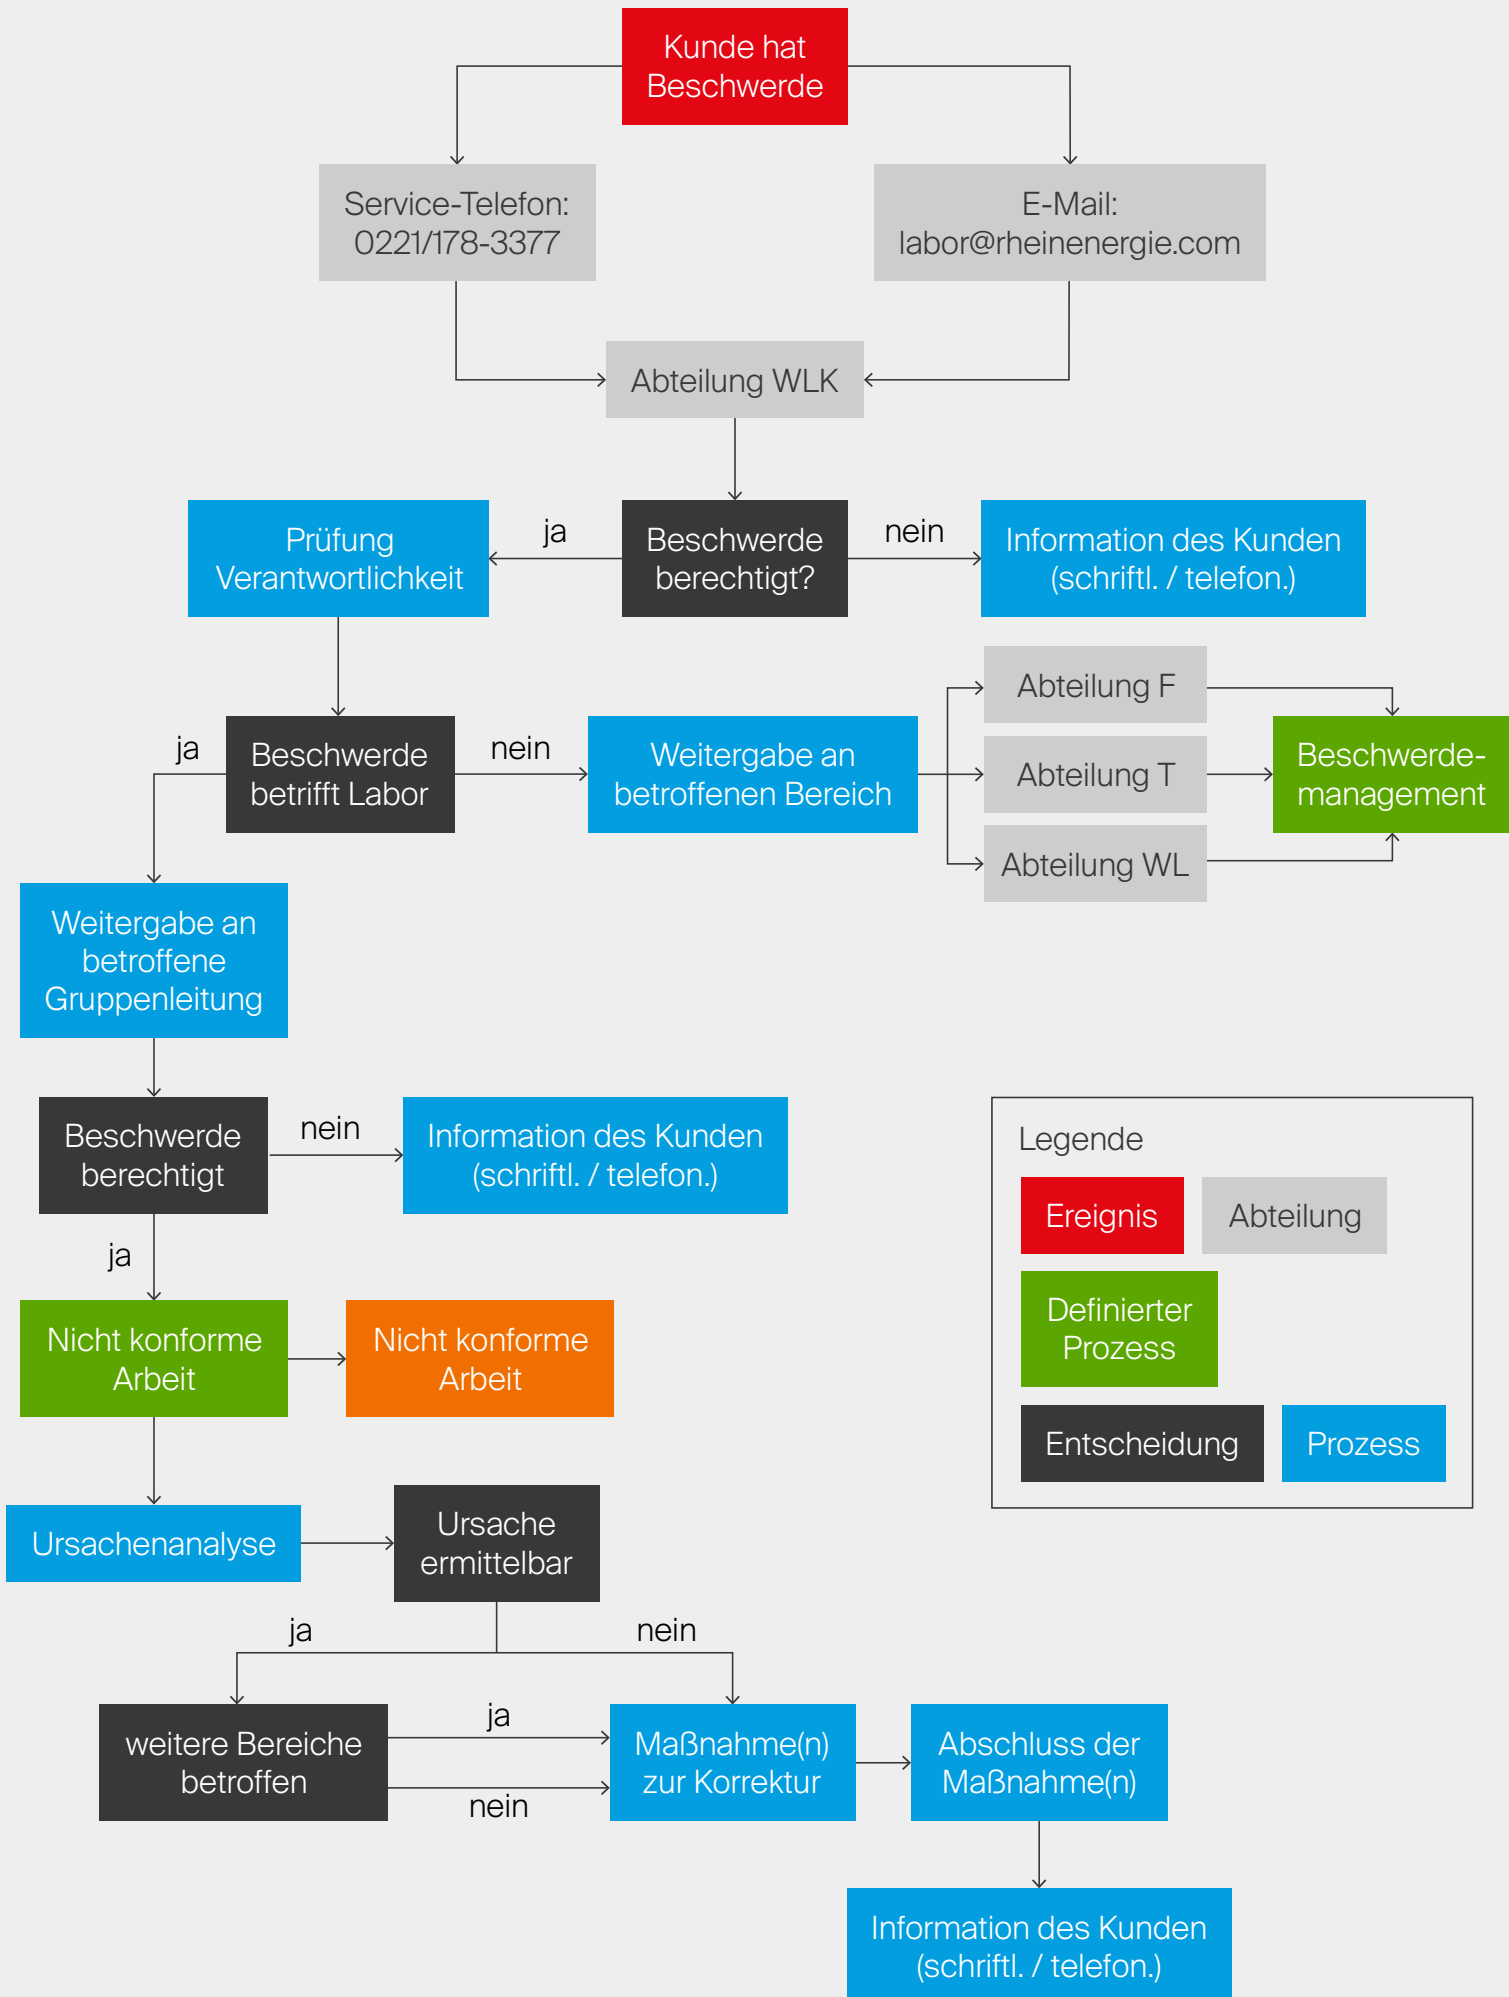 Kunde hat
Beschwerde
Service-Telefon:
0221/178-3377
E-Mail:
labor@rheinenergie.com
Abteilung WLK
Prüfung
Verantwortlichkeit
ja
Beschwerde
berechtigt?
nein
Information des Kunden
(schriftl. / telefon.)
ja
Beschwerde
betrifft Labor
nein
Weitergabe an
betroffenen Bereich
Abteilung F
Abteilung T
Abteilung WL
Beschwerde-
management
Weitergabe an
betroffene
Gruppenleitung
Beschwerde
berechtigt
nein
Information des Kunden
(schriftl. / telefon.)
ja
Nicht konforme
Arbeit
Nicht konforme
Arbeit
Legende
Ereignis
Abteilung
Definierter
Prozess
Entscheidung
Prozess
Ursachenanalyse
Ursache
ermittelbar
ja
nein
weitere Bereiche
betroffen
ja
nein
Maßnahme(n)
zur Korrektur
Abschluss der
Maßnahme(n)
Information des Kunden
(schriftl. / telefon.)